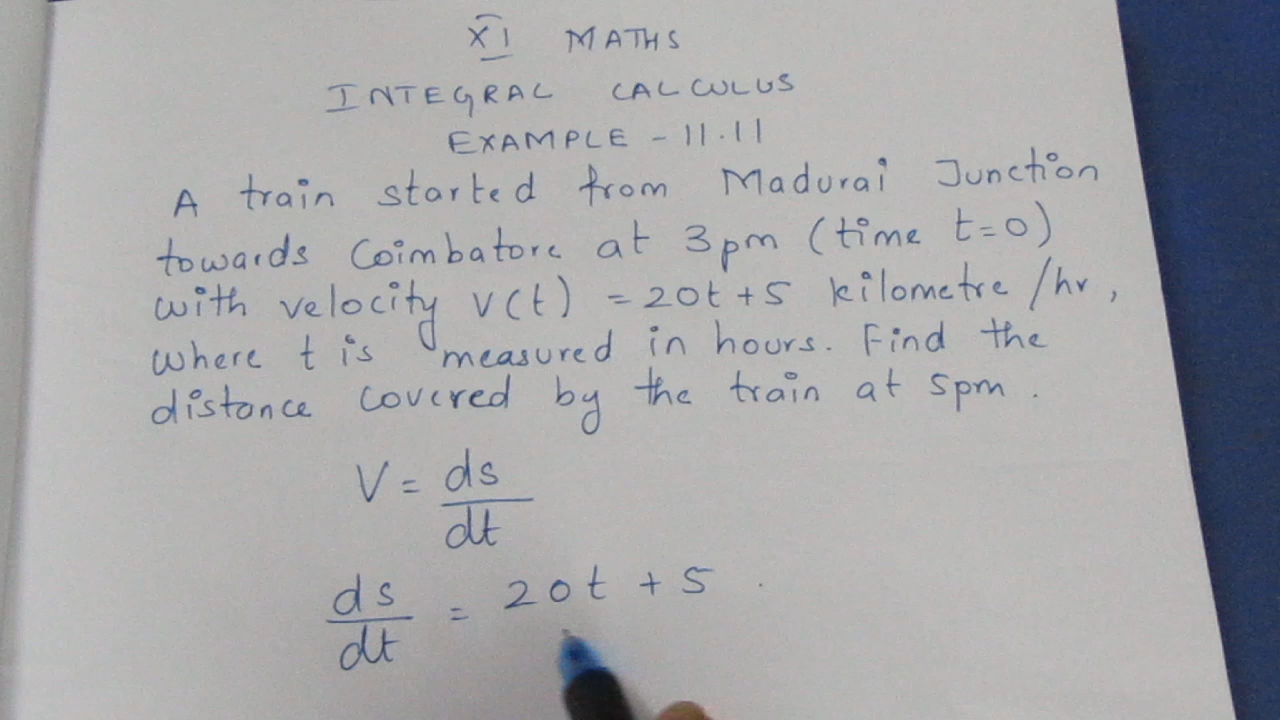 XI MATHS
INTEGRAL CALCULUS
EXAMPLE - 11.11
A train started from Madurai Junction
towards Coimbatore at 3pm (time t=0)
with velocity v(t) = 20t + 5 kilometre /hr,
where t is measured in hours. Find the
distance covered by the train at 5pm.
V = ds/dt
ds/dt = 20t + 5